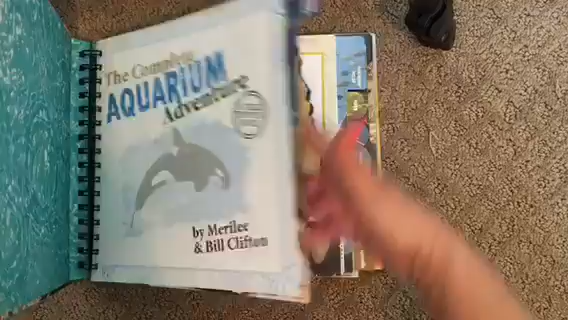 The Complete
AQUARIUM
Adventure
by Merilee
& Bill Clifton